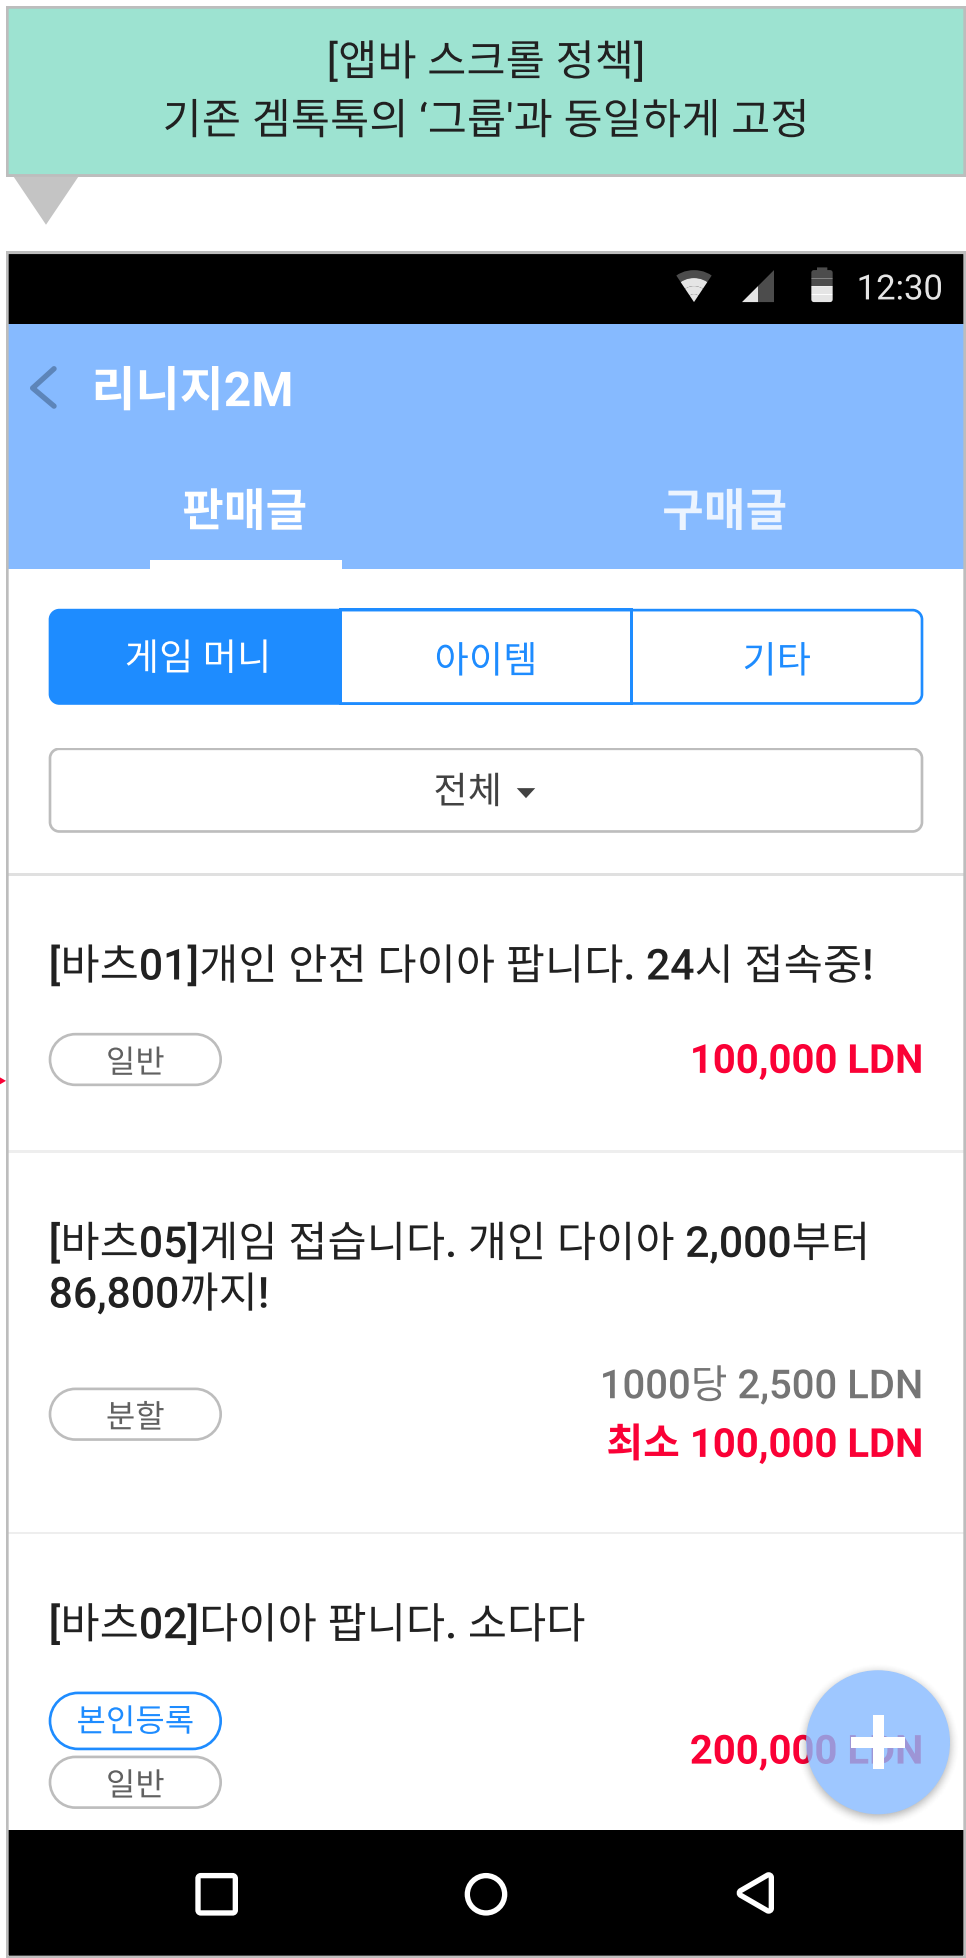 [앱바 스크롤 정책]
기존 겜톡톡의 ‘그룹'과 동일하게 고정
12:30
리니지2M
판매글 구매글
게임 머니 아이템 기타
전체
[바츠01]개인 안전 다이아 팝니다. 24시 접속중!
일반 100,000 LDN
[바츠05]게임 접습니다. 개인 다이아 2,000부터
86,800까지!
1000당 2,500 LDN
분할
최소 100,000 LDN
[바츠02]다이아 팝니다. 소다다
본인등록
200,000 LDN
일반